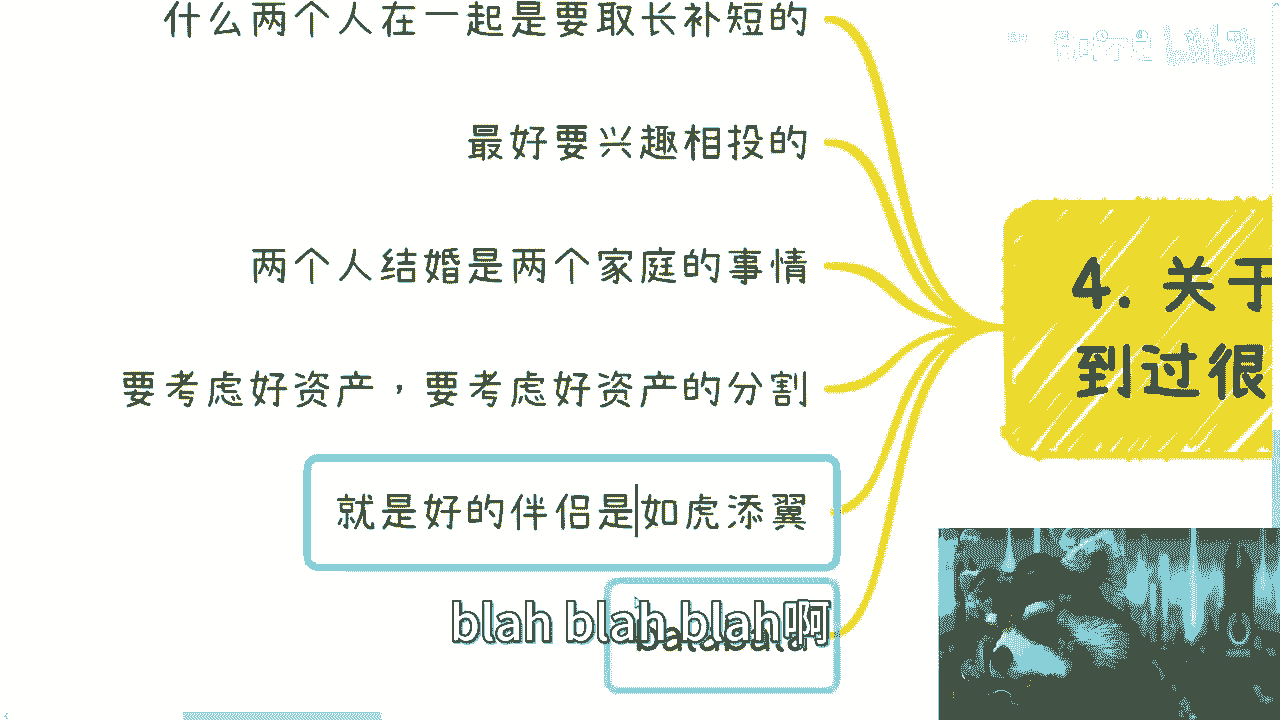 什么两个人在一起是要取长补短的
最好要兴趣相投的
两个人结婚是两个家庭的事情
要考虑好资产，要考虑好资产的分割
就是好的伴侣是如虎添翼
blah blah blah啊
4. 关于
到过很